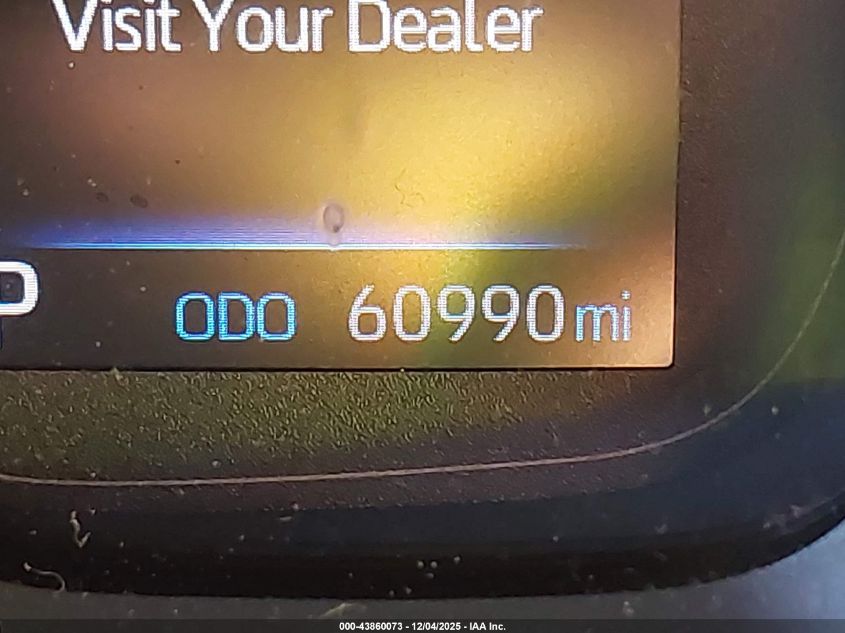 Visit Your Dealer
P
ODO 60990 mi
000-43860073 - 12/04/2025 - IAA Inc.